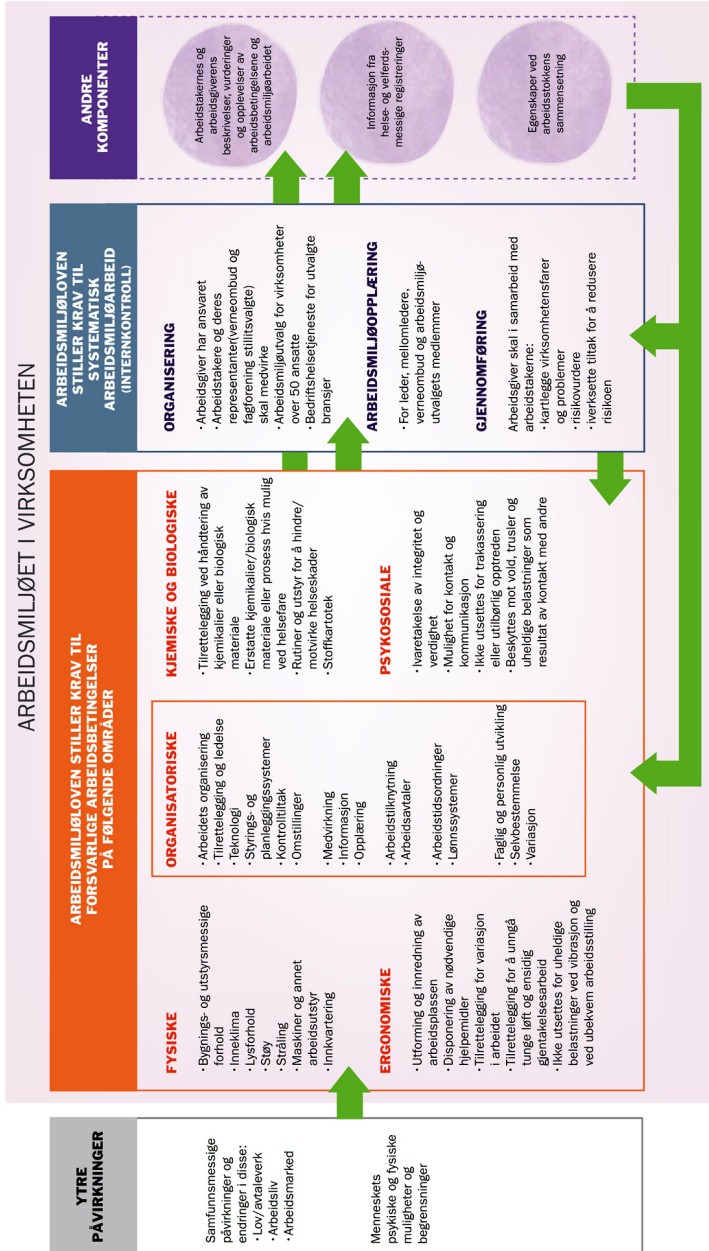 ARBEIDSMILJØET I VIRKSOMHETEN
YTRE
PÅVIRKNINGER
Samfunnsmessige
påvirkninger og
endringer i disse:
· Lov/avtaleverk
· Arbeidsliv
· Arbeidsmarked
Menneskets
psykiske og fysiske
muligheter og
begrensninger
ARBEIDSMILJØLOVEN STILLER KRAV TIL
FORSVARLIGE ARBEIDSBETINGELSER
PÅ FØLGENDE OMRÅDER
FYSISKE
· Bygnings- og utstyrsmessige
forhold
· Inneklima
· Lysforhold
· Støy
· Stråling
· Maskiner og annet
arbeidsutstyr
· Innkvartering
ERGONOMISKE
· Utforming og innredning av
arbeidsplassen
· Disponering av nødvendige
hjelpemidler
· Tilrettelegging for variasjon
i arbeidet
· Tilrettelegging for å unngå
tunge løft og ensidig
gjentakelsesarbeid
· Ikke utsettes for uheldige
belastninger ved vibrasjon og
ved ubekvem arbeidsstilling
ORGANISATORISKE
· Arbeidets organisering
· Tilrettelegging og ledelse
· Teknologi
· Styrings- og
planleggingssystemer
· Kontrolltiltak
· Omstillinger
· Medvirkning
· Informasjon
· Opplæring
· Arbeidstilknytning
· Arbeidsavtaler
· Arbeidstidsordninger
· Lønnssystemer
· Faglig og personlig utvikling
· Selvbestemmelse
· Variasjon
KJEMISKE OG BIOLOGISKE
· Tilrettelegging ved håndtering av
kjemikalier eller biologisk
materiale
· Erstatte kjemikalier/biologisk
materiale eller prosess hvis mulig
ved helsefare
· Rutiner og utstyr for å hindre/
motvirke helseskader
· Stoffkartotek
PSYKOSOSIALE
· Ivaretakelse av integritet og
verdighet
· Mulighet for kontakt og
kommunikasjon
· Ikke utsettes for trakassering
eller utilbørlig opptreden
· Beskyttes mot vold, trusler og
uheldige belastninger som
resultat av kontakt med andre
ARBEIDSMILJØLOVEN
STILLER KRAV TIL
SYSTEMATISK
ARBEIDSMILJØARBEID
(INTERNKONTROLL)
ORGANISERING
· Arbeidsgiver har ansvaret
· Arbeidstakere og deres
representanter(verneombud og
fagforening stillitsvalgte)
skal medvirke
· Arbeidsmiljøutvalg for virksomheter
over 50 ansatte
· Bedriftshelsetjeneste for utvalgte
bransjer
ARBEIDSMILJØOPPLÆRING
· For leder, mellomledere,
verneombud og arbeidsmiljø-
utvalgets medlemmer
GJENNOMFØRING
Arbeidsgiver skal i samarbeid med
arbeidstakerne:
· kartlegge virksomhetensfarer
og problemer
· risikovurdere
· iverksette tiltak for å redusere
risikoen
ANDRE
KOMPONENTER
Arbeidstakernes og
arbeidsgiverens
beskrivelser, vurderinger
og opplevelser av
arbeidsbetingelsene og
arbeidsmiljøarbeidet
Informasjon fra
helse- og velferds-
messige registreringer
Egenskaper ved
arbeidsstokkens
sammensetning